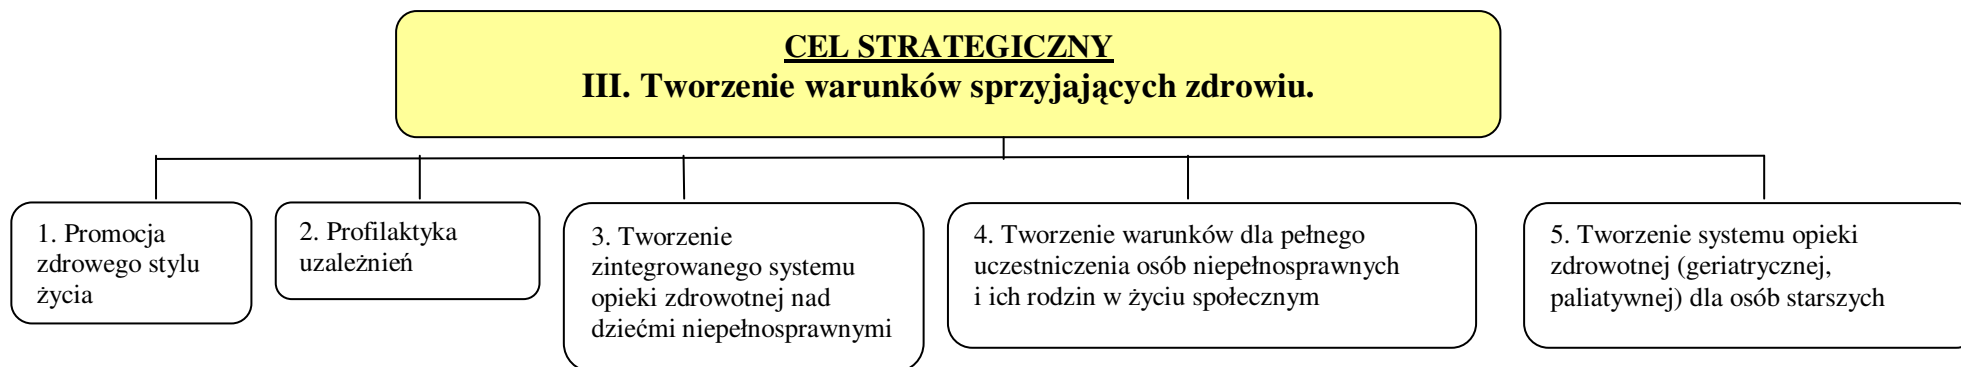 CEL STRATEGICZNY
III. Tworzenie warunków sprzyjających zdrowiu.
1. Promocja
zdrowego stylu
życia
2. Profilaktyka
uzależnień
3. Tworzenie
zintegrowanego systemu
opieki zdrowotnej nad
dziećmi niepełnosprawnymi
4. Tworzenie warunków dla pełnego
uczestniczenia osób niepełnosprawnych
i ich rodzin w życiu społecznym
5. Tworzenie systemu opieki
zdrowotnej (geriatrycznej,
paliatywnej) dla osób starszych